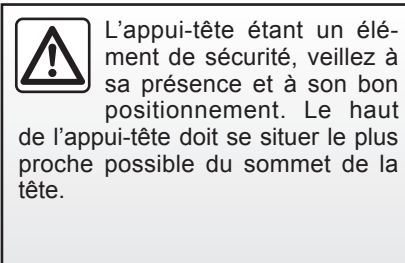 L'appui-tête étant un élé-
ment de sécurité, veillez à
sa présence et à son bon
positionnement. Le haut
de l'appui-tête doit se situer le plus
proche possible du sommet de la
tête.